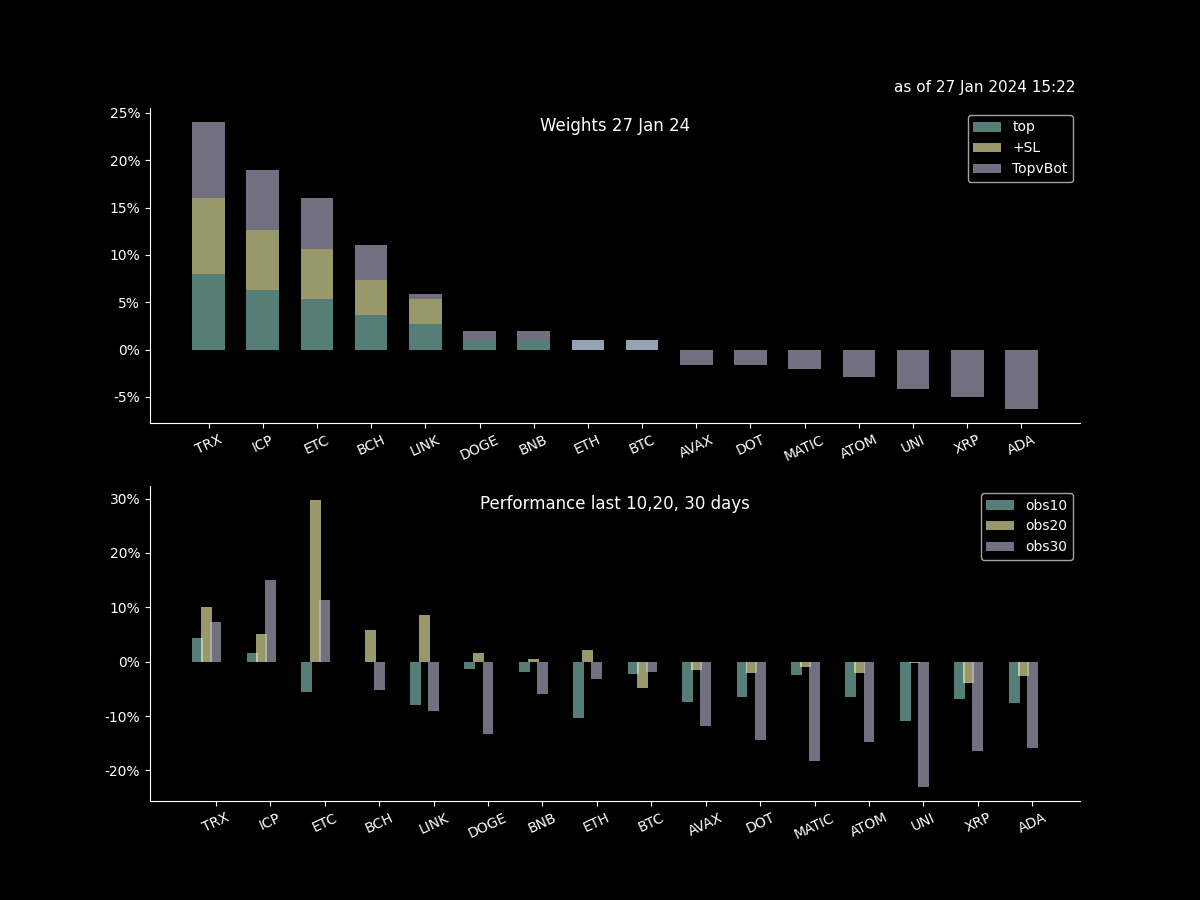 as of 27 Jan 2024 15:22
Weights 27 Jan 24
top
+SL
TopvBot
25%
20%
15%
10%
5%
0%
-5%
TRX ICP ETC BCH LINK DOGE BNB ETH BTC AVAX DOT MATIC ATOM UNI XRP ADA
Performance last 10,20, 30 days
obs10
obs20
obs30
30%
20%
10%
0%
-10%
-20%
TRX ICP ETC BCH LINK DOGE BNB ETH BTC AVAX DOT MATIC ATOM UNI XRP ADA